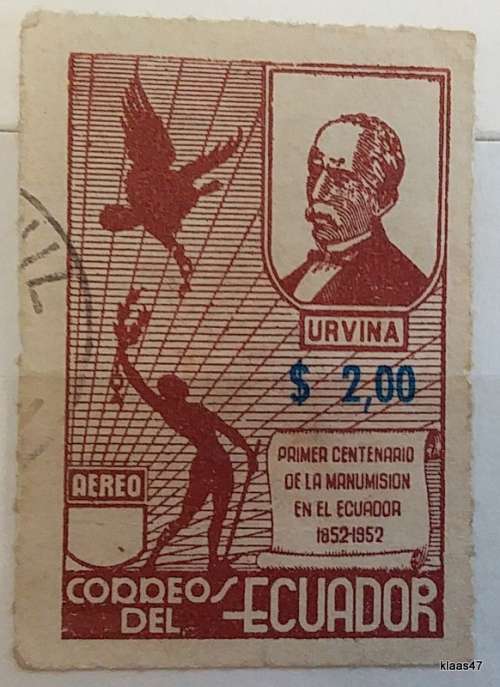 URVINA
$ 2,00
PRIMER CENTENARIO
DE LA MANUMISION
EN EL ECUADOR
1852-1952
AEREO
CORREOS
DEL ECUADOR
klaas47